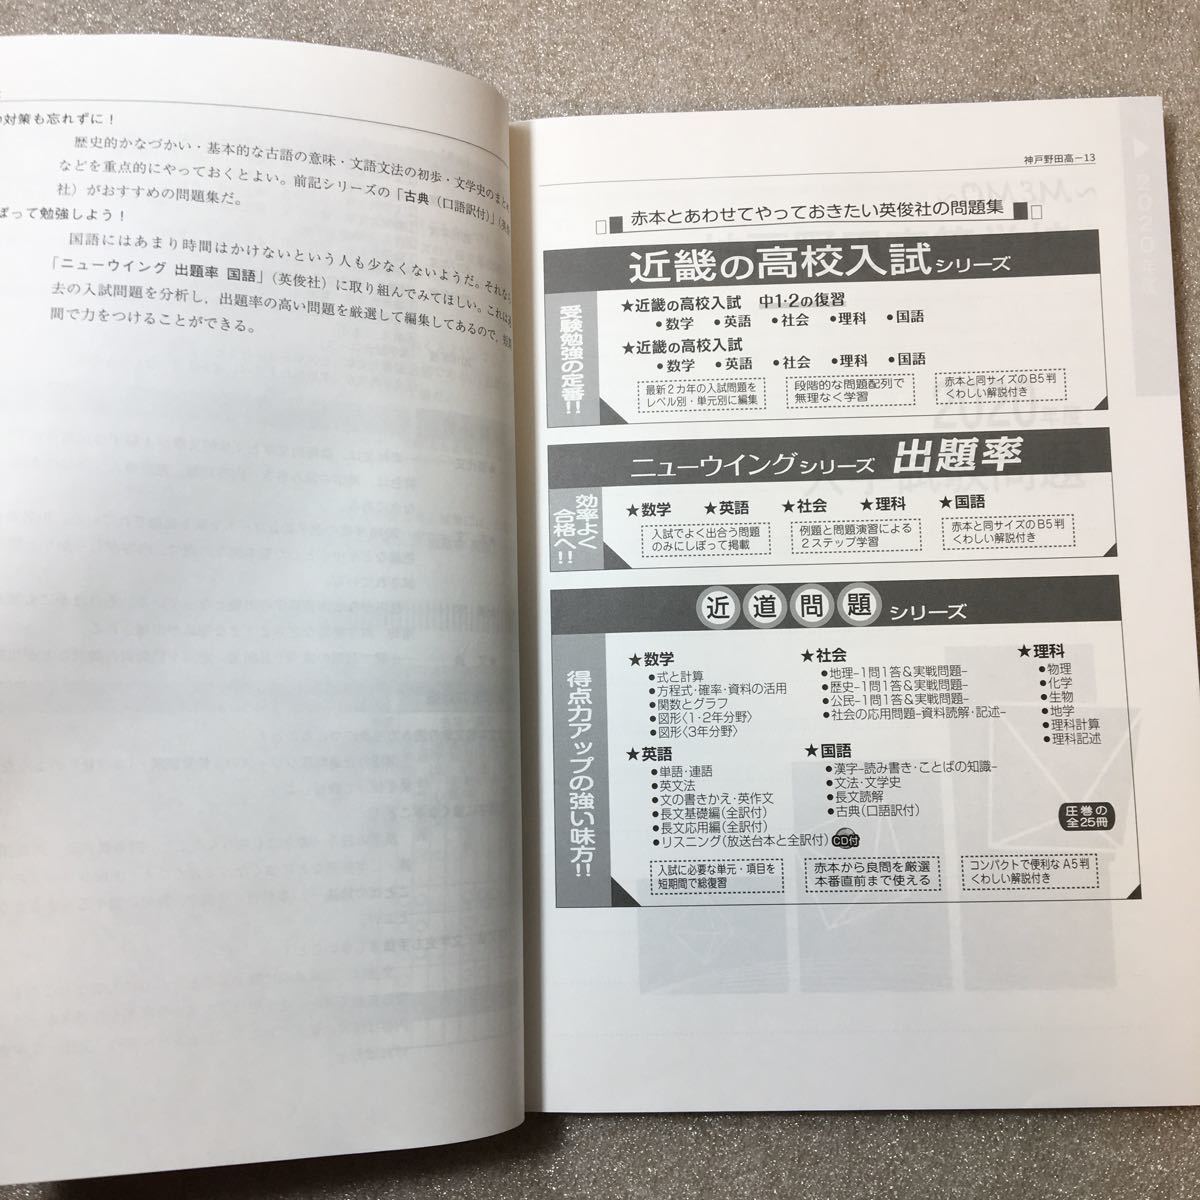 対策も忘れずに！
歴史的かなづかい・基本的な古語の意味・文語文法の初歩・文学史のまとめ
などを重点的にやっておくとよい。前記シリーズの「古典（口語訳付）」（英俊
社）がおすすめの問題集だ。
ぼって勉強しよう！
国語にはあまり時間はかけないという人も少なくないようだ。それなら
「ニューウイング 出題率 国語」（英俊社）に取り組んでみてほしい。これは過
去の入試問題を分析し，出題率の高い問題を厳選して編集してあるので，短期
間で力をつけることができる。
神戸野田高－13
赤本とあわせてやっておきたい英俊社の問題集
近畿の高校入試シリーズ
受験勉強の定番!!
★近畿の高校入試 中1・2の復習
●数学 ●英語 ●社会 ●理科 ●国語
★近畿の高校入試
●数学 ●英語 ●社会 ●理科 ●国語
最新2カ年の入試問題を
レベル別・単元別に編集
段階的な問題配列で
無理なく学習
赤本と同サイズのB5判
くわしい解説付き
ニューウイングシリーズ 出題率
効率よく
合格へ!!
★数学 ★英語 ★社会 ★理科 ★国語
入試でよく出合う問題
のみにしぼって掲載
例題と問題演習による
2ステップ学習
赤本と同サイズのB5判
くわしい解説付き
近道問題シリーズ
得点力アップの強い味方!!
★数学
●式と計算
●方程式・確率・資料の活用
●関数とグラフ
●図形〈1・2年分野〉
●図形〈3年分野〉
★英語
●単語・連語
●英文法
●文の書きかえ・英作文
●長文基礎編（全訳付）
●長文応用編（全訳付）
●リスニング（放送台本と全訳付）CD付
★社会
●地理-1問1答&実戦問題-
●歴史-1問1答&実戦問題-
●公民-1問1答&実戦問題-
●社会の応用問題-資料読解・記述-
★国語
●漢字-読み書き・ことばの知識-
●文法・文学史
●長文読解
●古典（口語訳付）
★理科
●物理
●化学
●生物
●地学
●理科計算
●理科記述
圧巻の
全25冊
入試に必要な単元・項目を
短期間で総復習
赤本から良問を厳選
本番直前まで使える
コンパクトで便利なA5判
くわしい解説付き